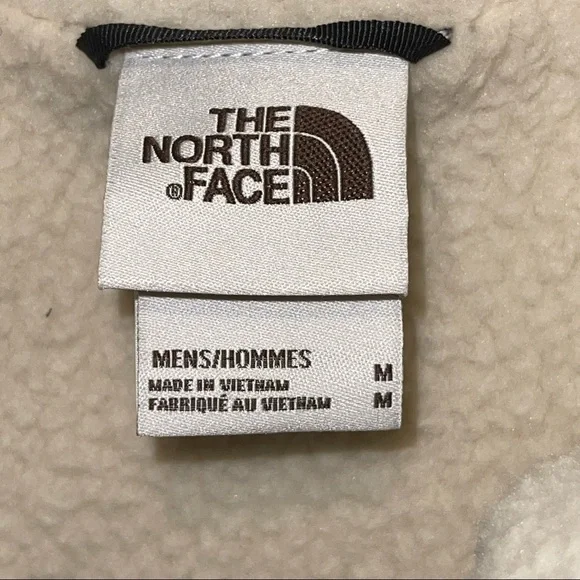 THE
NORTH
®FACE
MENS/HOMMES M
MADE IN VIETNAM
FABRIQUÉ AU VIETNAM M